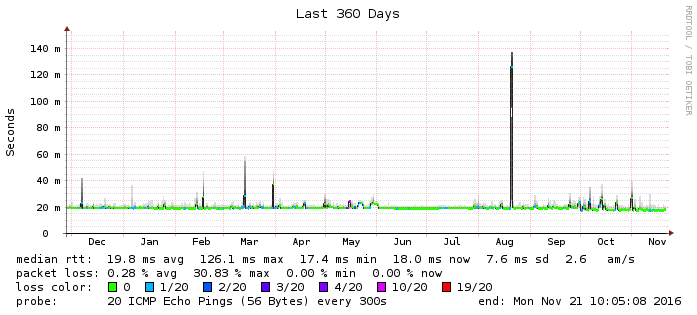 Last 360 Days
RRDTOOL / TOBI OETIKER
Seconds
140 m
120 m
100 m
80 m
60 m
40 m
20 m
0
Dec Jan Feb Mar Apr May Jun Jul Aug Sep Oct Nov
median rtt: 19.8 ms avg 126.1 ms max 17.4 ms min 18.0 ms now 7.6 ms sd 2.6 am/s
packet loss: 0.28 % avg 30.83 % max 0.00 % min 0.00 % now
loss color: 0 1/20 2/20 3/20 4/20 10/20 19/20
probe: 20 ICMP Echo Pings (56 Bytes) every 300s end: Mon Nov 21 10:05:08 2016